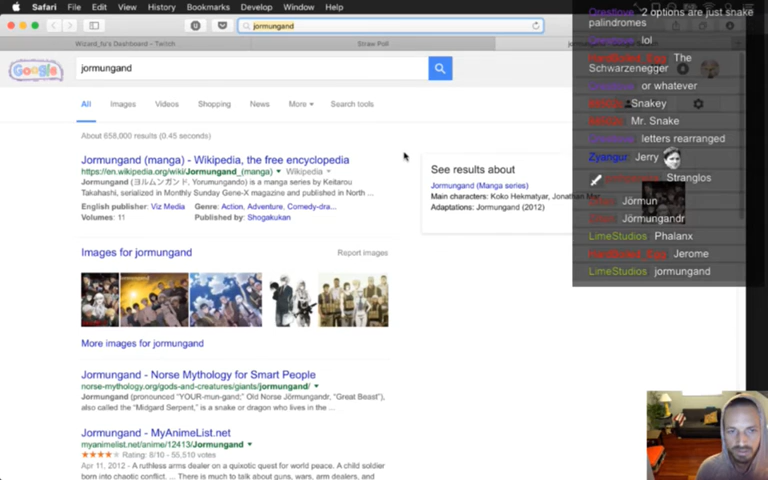 Safari File Edit View History Bookmarks Develop Window Help
jormungand
Wizard_fu's Dashboard - Twitch
Straw Poll
Google
jormungand
All Images Videos Shopping News More Search tools
About 658,000 results (0.45 seconds)
Jormungand (manga) - Wikipedia, the free encyclopedia
https://en.wikipedia.org/wiki/Jormungand_(manga) Wikipedia
Jormungand (ヨルムンガンド, Yorumungando) is a manga series by Keitarou
Takahashi, serialized in Monthly Sunday Gene-X magazine and published in North ...
English publisher: Viz Media Genre: Action, Adventure, Comedy-dra...
Volumes: 11 Published by: Shogakukan
See results about
Jormungand (Manga series)
Main characters: Koko Hekmatyar, Jonathan Mar
Adaptations: Jormungand (2012)
Images for jormungand
Report images
More images for jormungand
Jormungand - Norse Mythology for Smart People
norse-mythology.org/gods-and-creatures/giants/jormungand/
Jormungand (pronounced "YOUR-mun-gand;" Old Norse Jörmungandr, "Great Beast"),
also called the "Midgard Serpent," is a snake or dragon who lives in the ...
Jormungand - MyAnimeList.net
myanimelist.net/anime/12413/Jormungand
Rating: 8/10 - 55,510 votes
Apr 11, 2012 - A ruthless arms dealer on a quixotic quest for world peace. A child soldier
born into chaotic conflict. ... There is much to talk about guns, wars, arm dealers, and
2 options are just snake
palindromes
lol
The
Schwarzenegger
or whatever
Snakey
Mr. Snake
letters rearranged
Zyangur Jerry
Stranglos
Jörmun
Jörmungandr
LimeStudios Phalanx
Jerome
LimeStudios jormungand